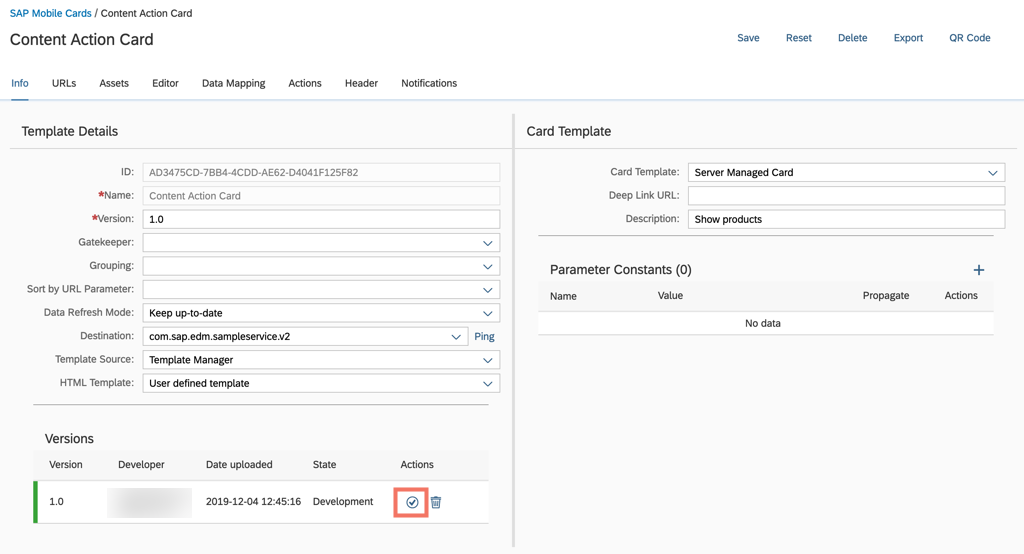 SAP Mobile Cards / Content Action Card
Content Action Card
Save Reset Delete Export QR Code
Info URLs Assets Editor Data Mapping Actions Header Notifications
Template Details
ID: AD3475CD-7BB4-4CDD-AE62-D4041F125F82
*Name: Content Action Card
*Version: 1.0
Gatekeeper:
Grouping:
Sort by URL Parameter:
Data Refresh Mode: Keep up-to-date
Destination: com.sap.edm.sampleservice.v2 Ping
Template Source: Template Manager
HTML Template: User defined template
Versions
Version Developer Date uploaded State Actions
1.0 2019-12-04 12:45:16 Development
Card Template
Card Template: Server Managed Card
Deep Link URL:
Description: Show products
Parameter Constants (0)
Name Value Propagate Actions
No data